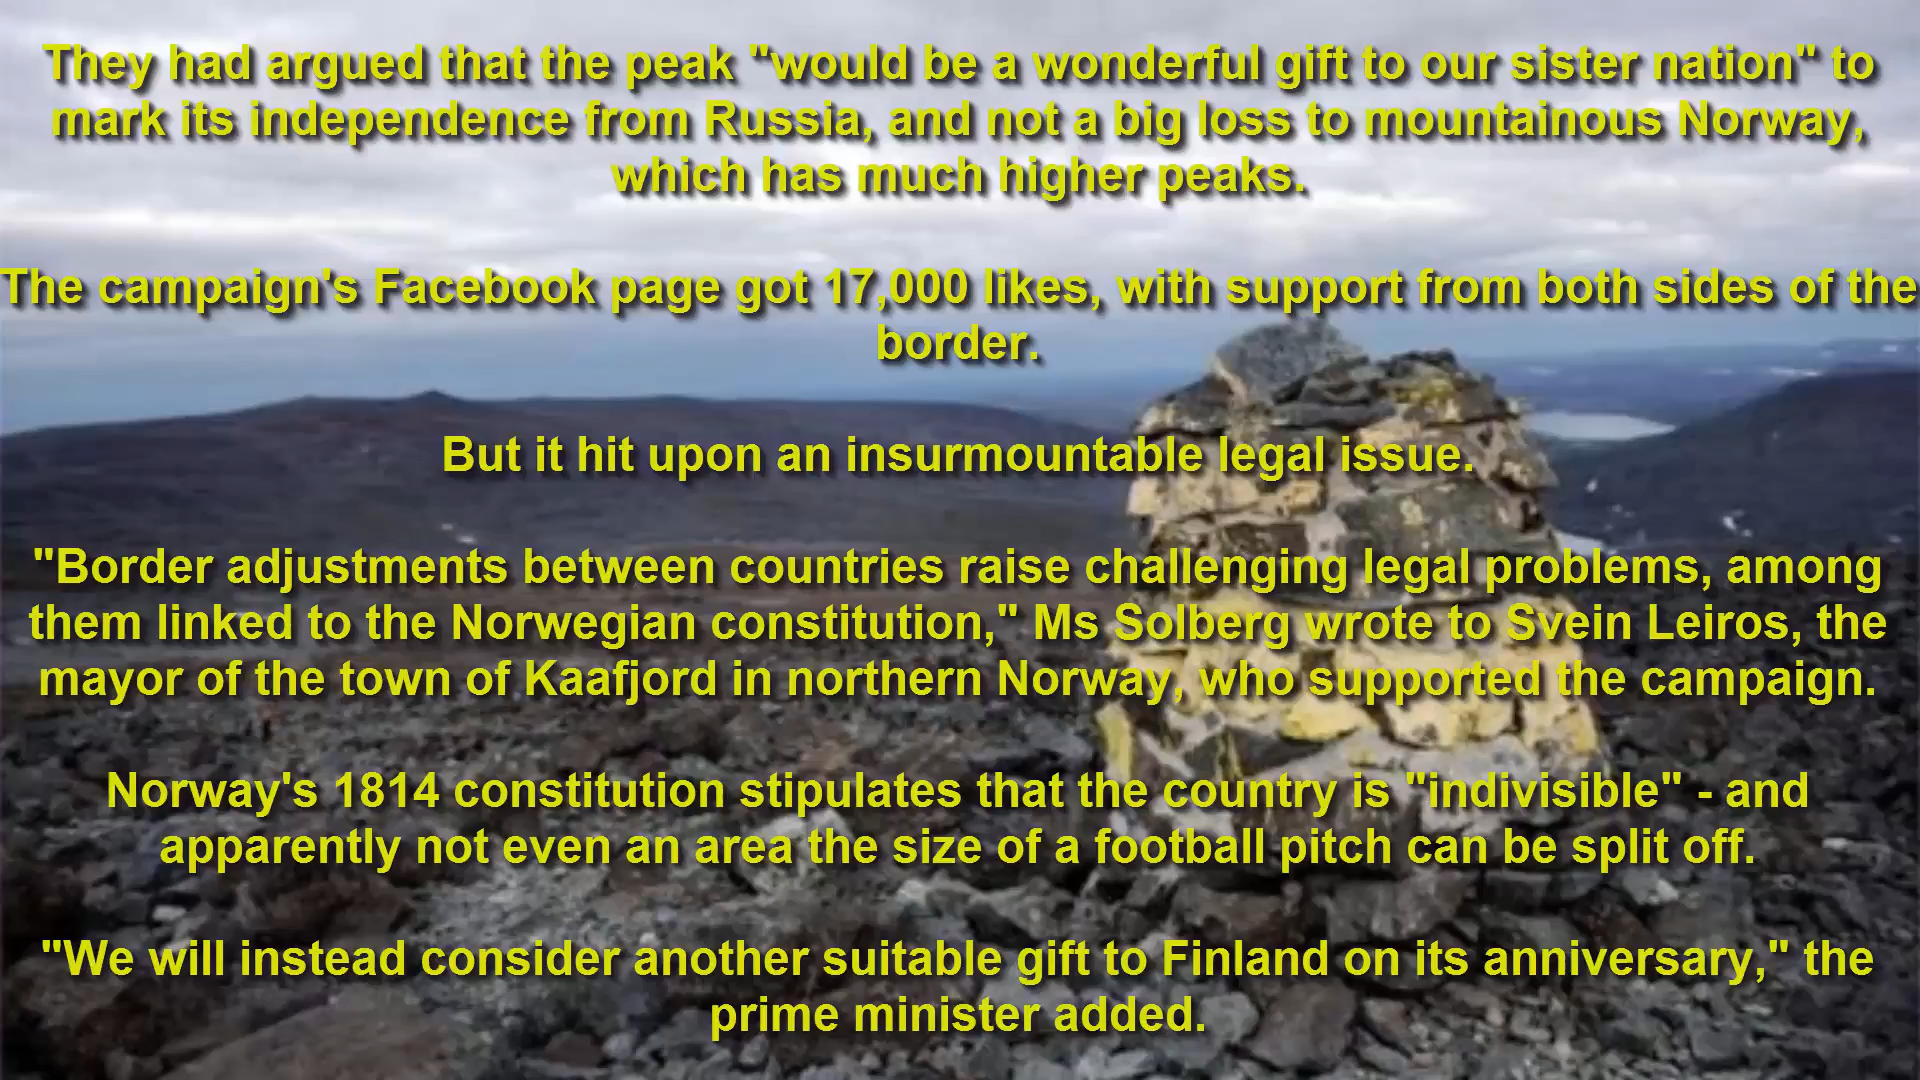 They had argued that the peak "would be a wonderful gift to our sister nation" to
mark its independence from Russia, and not a big loss to mountainous Norway,
which has much higher peaks.
The campaign's Facebook page got 17,000 likes, with support from both sides of the
border.
But it hit upon an insurmountable legal issue.
"Border adjustments between countries raise challenging legal problems, among
them linked to the Norwegian constitution," Ms Solberg wrote to Svein Leiros, the
mayor of the town of Kaafjord in northern Norway, who supported the campaign.
Norway's 1814 constitution stipulates that the country is "indivisible" - and
apparently not even an area the size of a football pitch can be split off.
"We will instead consider another suitable gift to Finland on its anniversary," the
prime minister added.